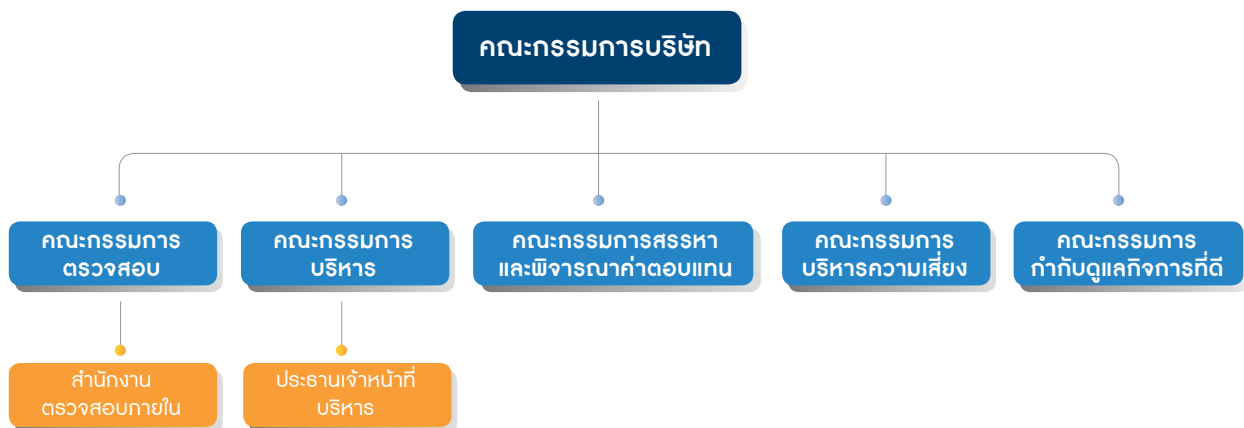 คณะกรรมการบริษัท
คณะกรรมการ
ตรวจสอบ
คณะกรรมการ
บริหาร
คณะกรรมการสรรหา
และพิจารณาค่าตอบแทน
คณะกรรมการ
บริหารความเสี่ยง
คณะกรรมการ
กำกับดูแลกิจการที่ดี
สำนักงาน
ตรวจสอบภายใน
ประธานเจ้าหน้าที่
บริหาร